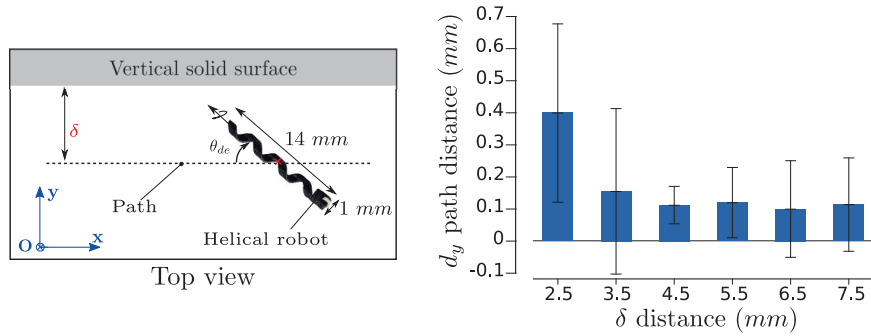 Vertical solid surface
δ
θde
14 mm
1 mm
Path
Helical robot
y
O
x
Top view
dy path distance (mm)
0.7
0.6
0.5
0.4
0.3
0.2
0.1
0
-0.1
2.5 3.5 4.5 5.5 6.5 7.5
δ distance (mm)